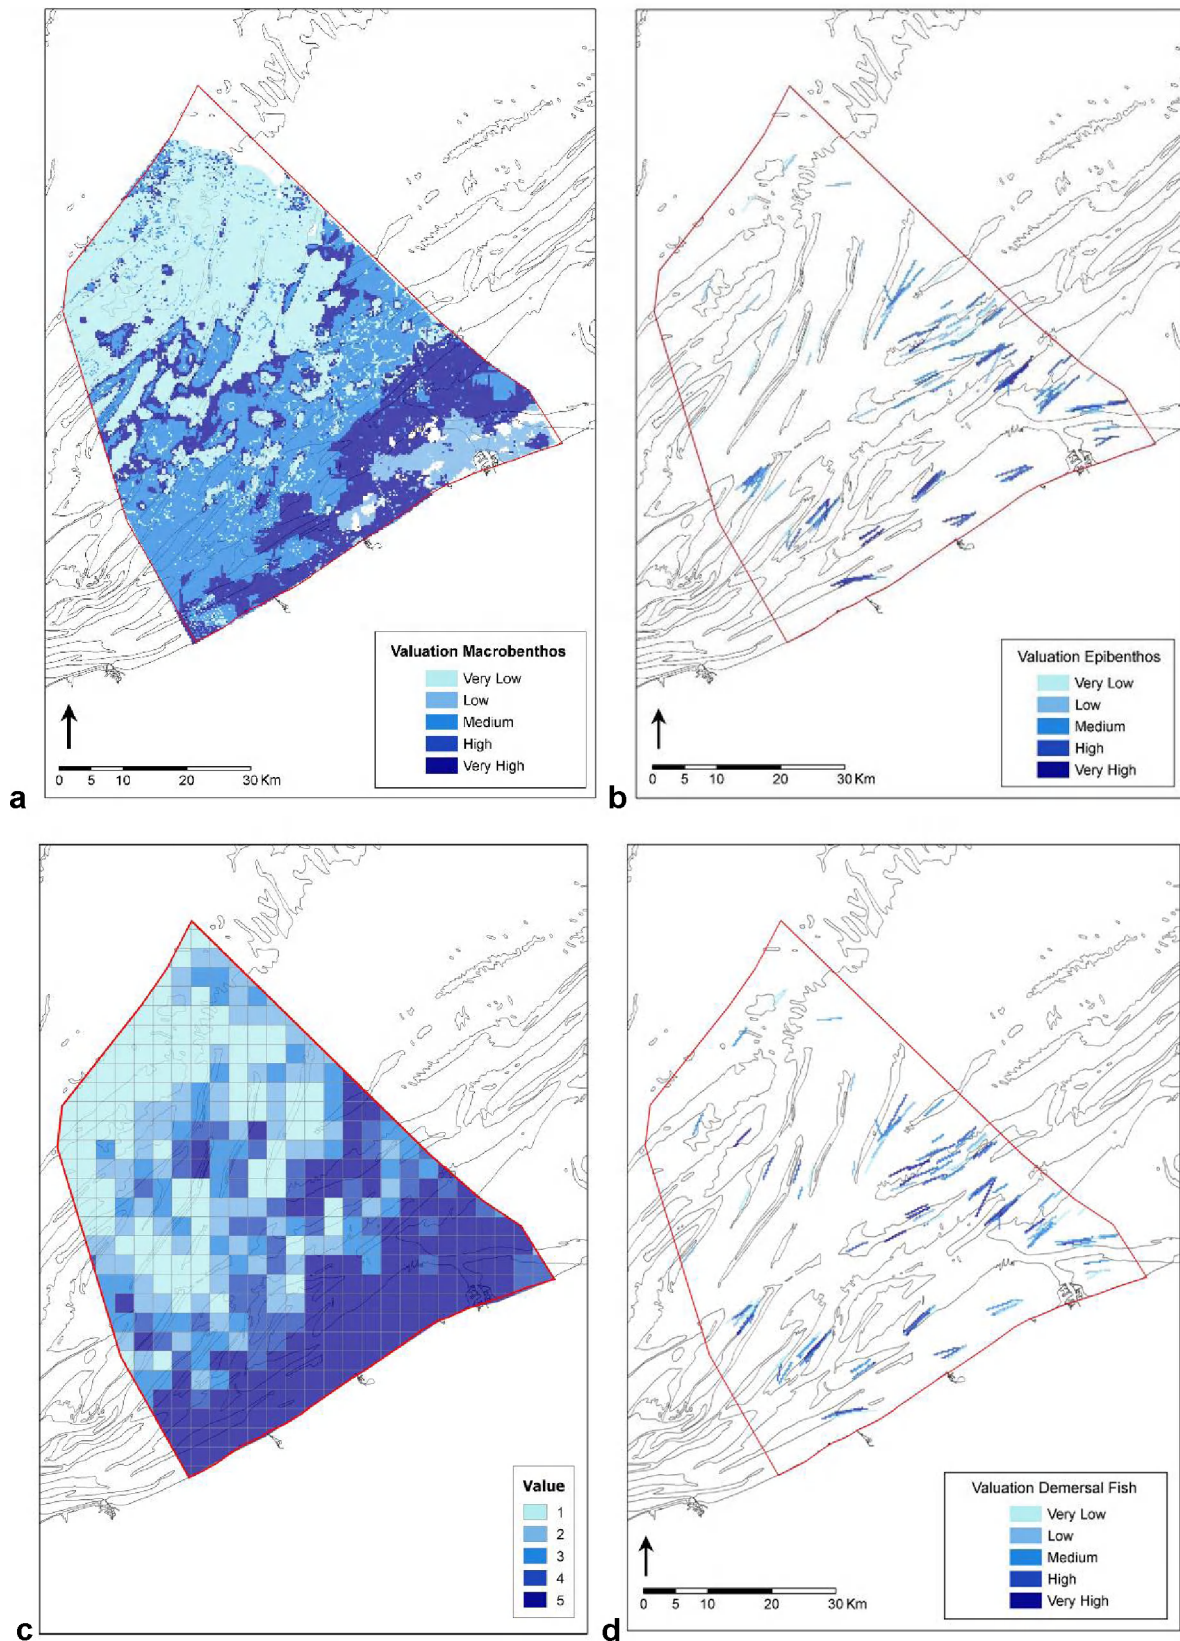 Valuation Macrobenthos
Very Low
Low
Medium
High
Very High
0 5 10 20 30 Km
a
Valuation Epibenthos
Very Low
Low
Medium
High
Very High
0 5 10 20 30 Km
b
Value
1
2
3
4
5
c
Valuation Demersal Fish
Very Low
Low
Medium
High
Very High
0 5 10 20 30 Km
d